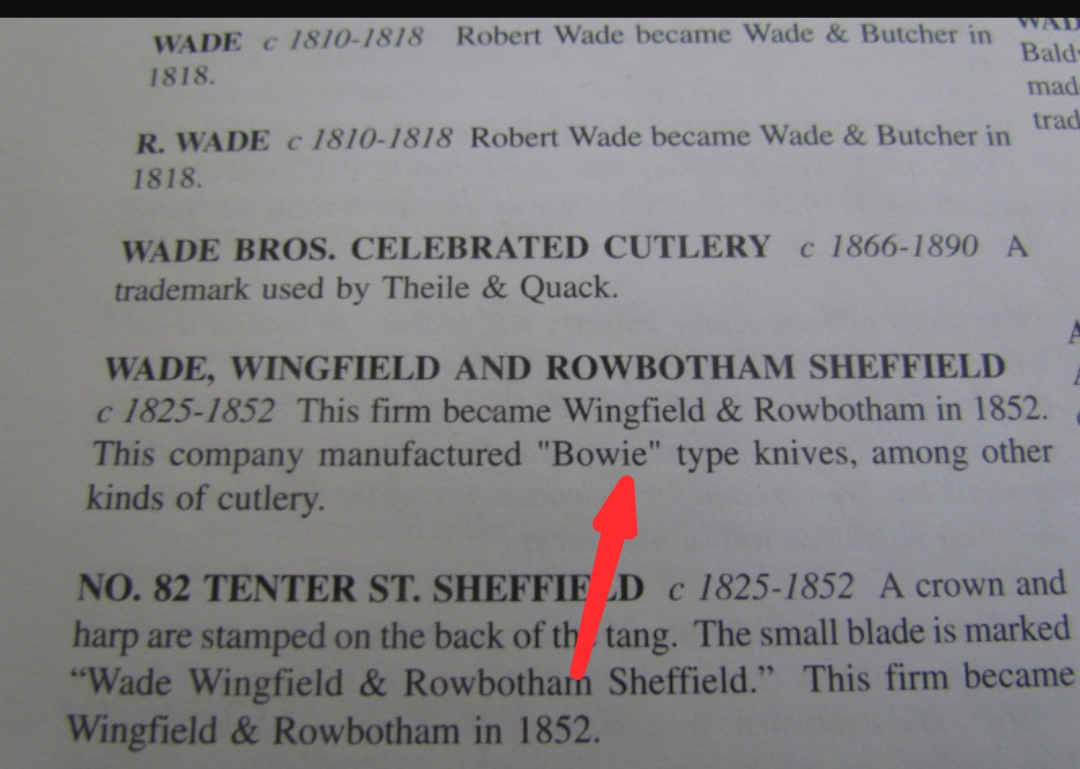 WADE c 1810-1818 Robert Wade became Wade & Butcher in
1818.
R. WADE c 1810-1818 Robert Wade became Wade & Butcher in
1818.
WADE BROS. CELEBRATED CUTLERY c 1866-1890 A
trademark used by Theile & Quack.
WADE, WINGFIELD AND ROWBOTHAM SHEFFIELD
c 1825-1852 This firm became Wingfield & Rowbotham in 1852.
This company manufactured "Bowie" type knives, among other
kinds of cutlery.
NO. 82 TENTER ST. SHEFFIELD c 1825-1852 A crown and
harp are stamped on the back of the tang. The small blade is marked
“Wade Wingfield & Rowbotham Sheffield.” This firm became
Wingfield & Rowbotham in 1852.